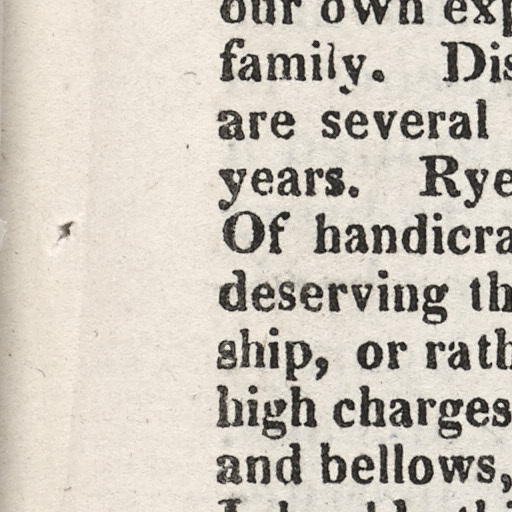 our own exp
family. Dis
are several
years. Rye
Of handicra
deserving th
ship, or rath
high charges
and bellows,